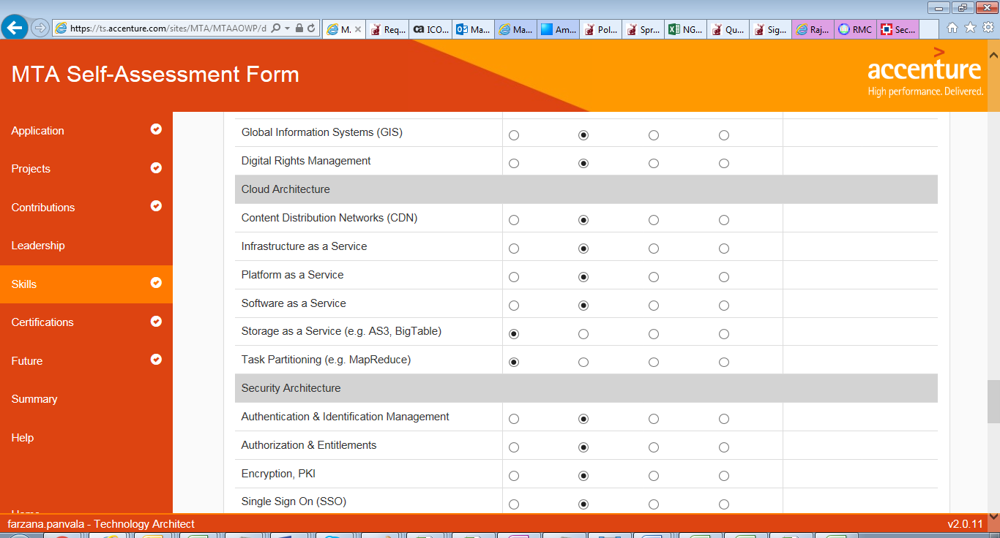 https://ts.accenture.com/sites/MTA/MTAAOWP/d
M...
Req...
ca ICO...
Ma...
Ma...
Am...
Pol...
Spr...
NG...
Qu...
Sig...
Raj...
RMC
Sec...
MTA Self-Assessment Form
>
accenture
High performance. Delivered.
Application
Projects
Contributions
Leadership
Skills
Certifications
Future
Summary
Help
Global Information Systems (GIS)
Digital Rights Management
Cloud Architecture
Content Distribution Networks (CDN)
Infrastructure as a Service
Platform as a Service
Software as a Service
Storage as a Service (e.g. AS3, BigTable)
Task Partitioning (e.g. MapReduce)
Security Architecture
Authentication & Identification Management
Authorization & Entitlements
Encryption, PKI
Single Sign On (SSO)
farzana.panvala - Technology Architect
v2.0.11